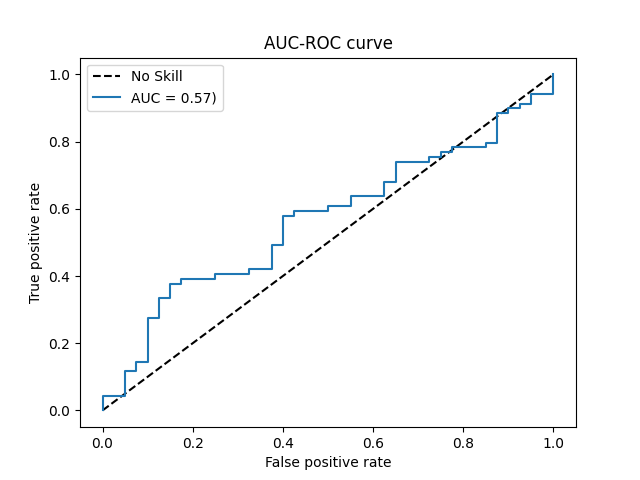 AUC-ROC curve
No Skill
AUC = 0.57)
1.0
0.8
0.6
0.4
0.2
0.0
True positive rate
0.0 0.2 0.4 0.6 0.8 1.0
False positive rate